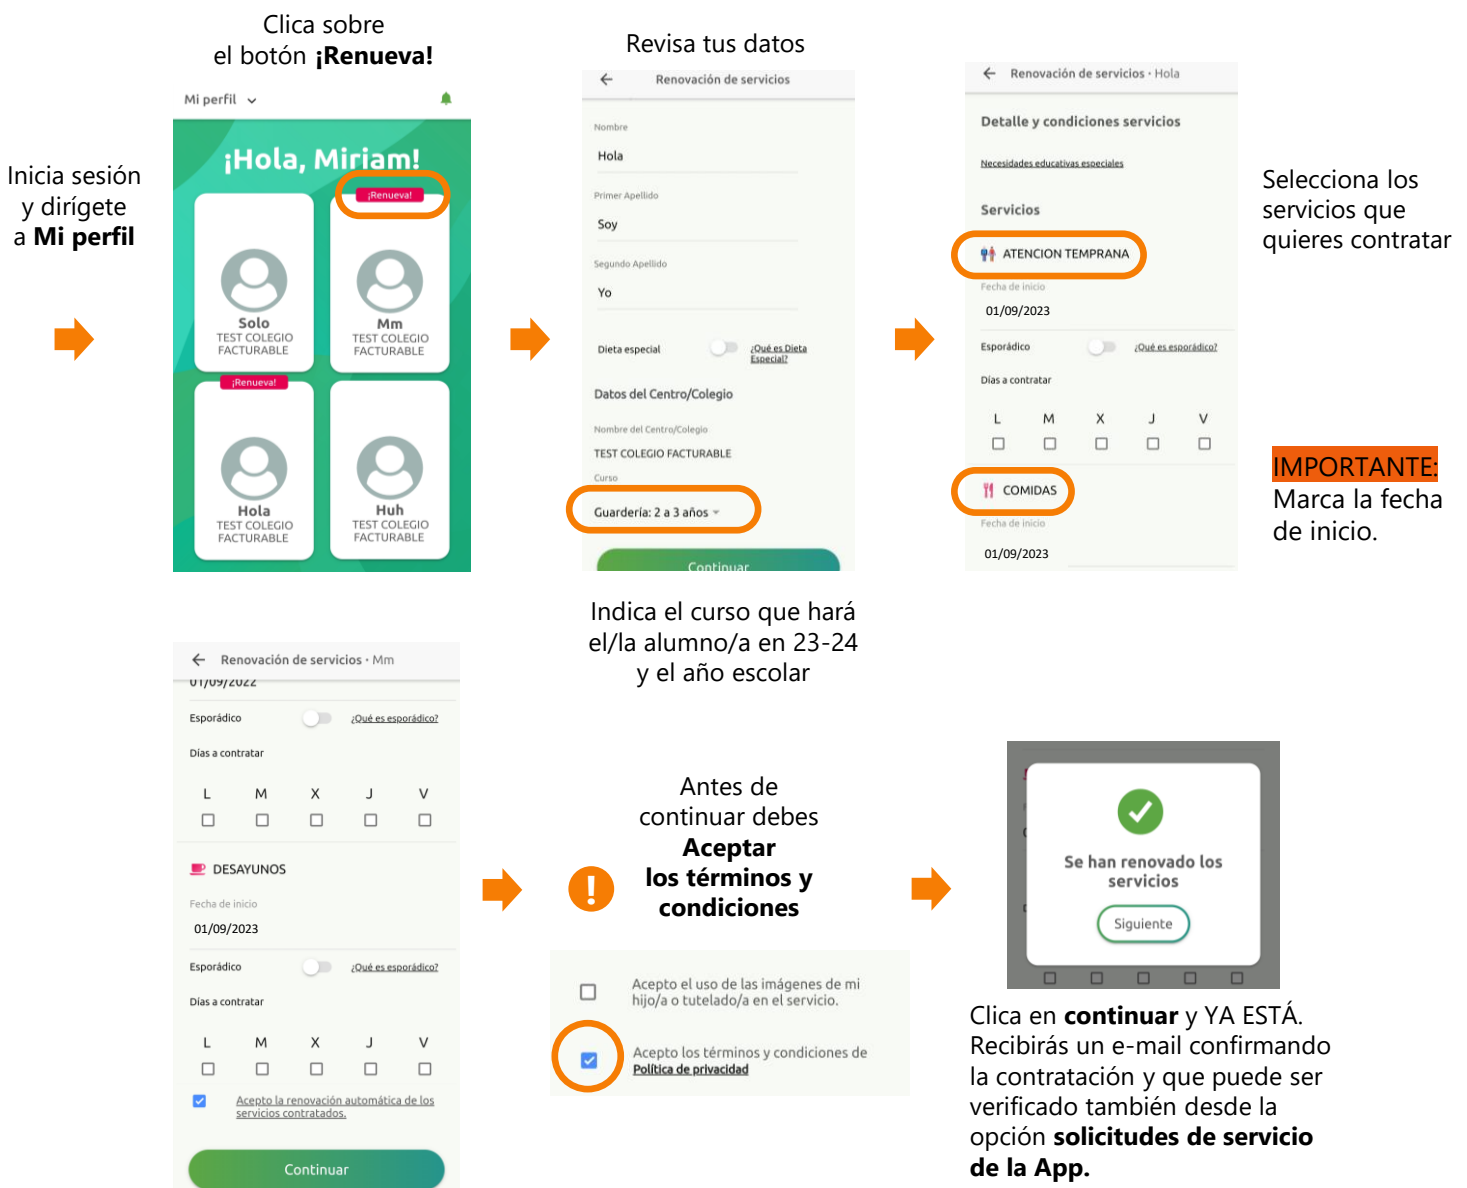 Inicia sesión
y dirígete
a Mi perfil
Clica sobre
el botón ¡Renueva!
Mi perfil
¡Hola, Miriam!
¡Renueva!
Solo
TEST COLEGIO
FACTURABLE
Mm
TEST COLEGIO
FACTURABLE
¡Renueva!
Hola
TEST COLEGIO
FACTURABLE
Huh
TEST COLEGIO
FACTURABLE
Revisa tus datos
Renovación de servicios
Nombre
Hola
Primer Apellido
Soy
Segundo Apellido
Yo
Dieta especial
¿Qué es Dieta
Especial?
Datos del Centro/Colegio
Nombre del Centro/Colegio
TEST COLEGIO FACTURABLE
Curso
Guardería: 2 a 3 años
Continuar
Indica el curso que hará
el/la alumno/a en 23-24
y el año escolar
Renovación de servicios · Hola
Detalle y condiciones servicios
Necesidades educativas especiales
Servicios
ATENCION TEMPRANA
Fecha de inicio
01/09/2023
Esporádico ¿Qué es esporádico?
Días a contratar
L M X J V
COMIDAS
Fecha de inicio
01/09/2023
Selecciona los
servicios que
quieres contratar
IMPORTANTE:
Marca la fecha
de inicio.
Renovación de servicios · Mm
01/09/2022
Esporádico ¿Qué es esporádico?
Días a contratar
L M X J V
DESAYUNOS
Fecha de inicio
01/09/2023
Esporádico ¿Qué es esporádico?
Días a contratar
L M X J V
Acepto la renovación automática de los
servicios contratados.
Continuar
!
Antes de
continuar debes
Aceptar
los términos y
condiciones
Acepto el uso de las imágenes de mi
hijo/a o tutelado/a en el servicio.
Acepto los términos y condiciones de
Política de privacidad
Se han renovado los
servicios
Siguiente
Clica en continuar y YA ESTÁ.
Recibirás un e-mail confirmando
la contratación y que puede ser
verificado también desde la
opción solicitudes de servicio
de la App.